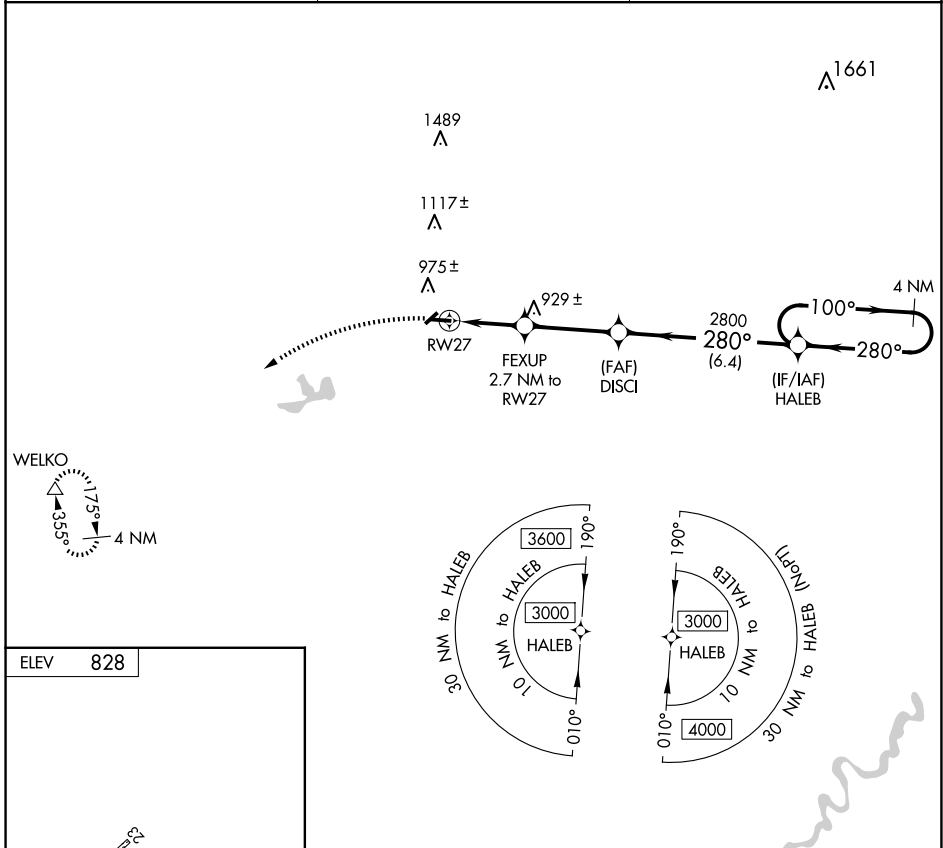 1661
1489
1117±
975±
929±
4 NM
100°
2800
280°
(6.4)
280°
RW27
FEXUP
2.7 NM to
RW27
(FAF)
DISCI
(IF/IAF)
HALEB
WELKO
175°
355°
4 NM
30 NM to HALEB
3600
190°
10 NM to HALEB
3000
HALEB
010°
190°
30 NM to HALEB (NoPT)
10 NM to HALEB
3000
HALEB
010°
4000
ELEV 828
23